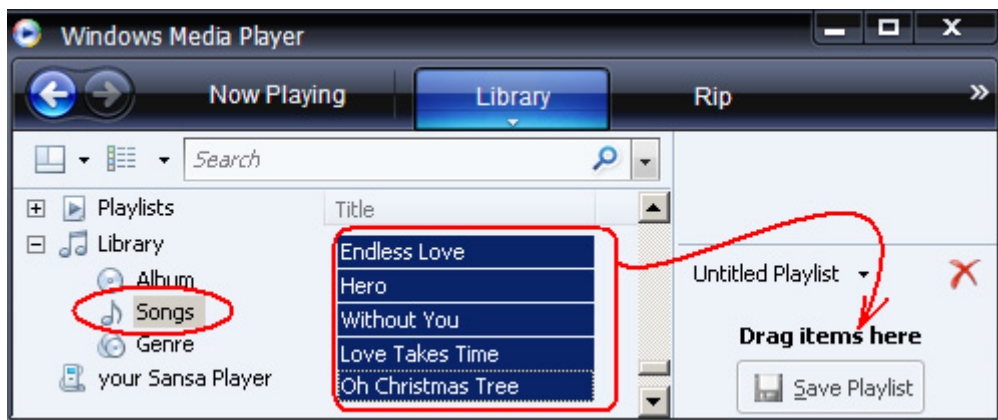 Windows Media Player
Now Playing Library Rip »
Search
Playlists
Library
Album
Songs
Genre
your Sansa Player
Title
Endless Love
Hero
Without You
Love Takes Time
Oh Christmas Tree
Untitled Playlist
Drag items here
Save Playlist